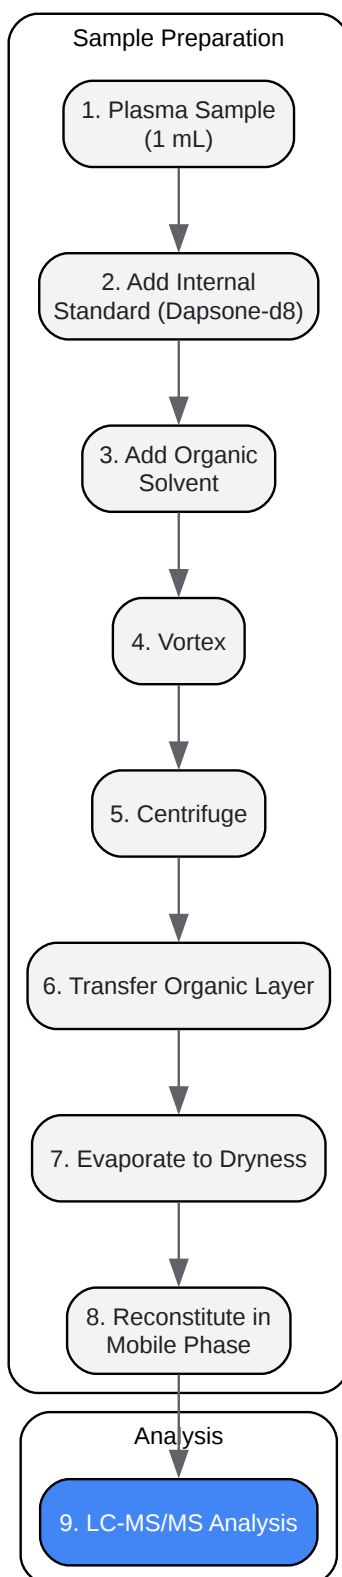 Sample Preparation
1. Plasma Sample
(1 mL)
2. Add Internal
Standard (Dapsone-d8)
3. Add Organic
Solvent
4. Vortex
5. Centrifuge
6. Transfer Organic Layer
7. Evaporate to Dryness
8. Reconstitute in
Mobile Phase
Analysis
9. LC-MS/MS Analysis